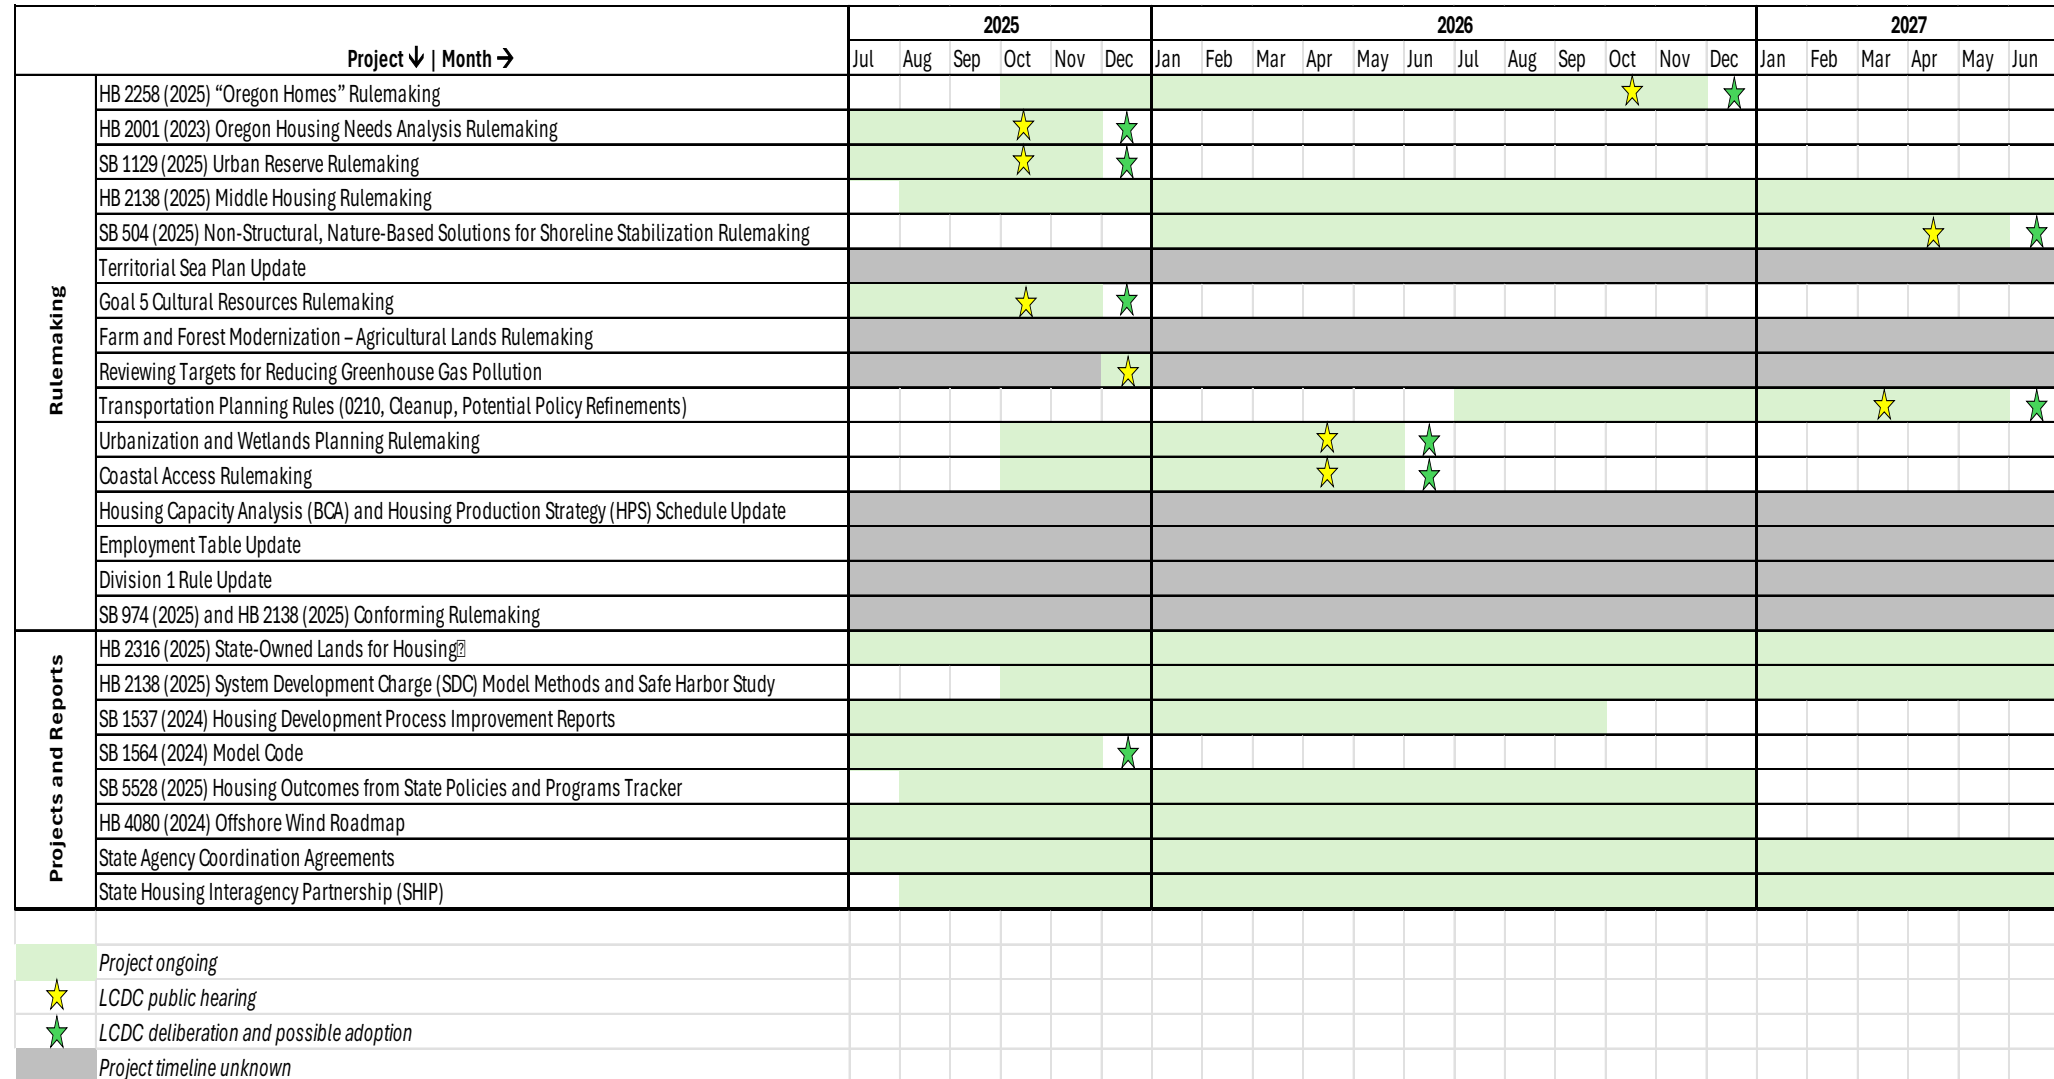 2025 2026 2027
Project ↓ | Month → Jul Aug Sep Oct Nov Dec Jan Feb Mar Apr May Jun Jul Aug Sep Oct Nov Dec Jan Feb Mar Apr May Jun
Rulemaking
HB 2258 (2025) “Oregon Homes” Rulemaking
HB 2001 (2023) Oregon Housing Needs Analysis Rulemaking
SB 1129 (2025) Urban Reserve Rulemaking
HB 2138 (2025) Middle Housing Rulemaking
SB 504 (2025) Non-Structural, Nature-Based Solutions for Shoreline Stabilization Rulemaking
Territorial Sea Plan Update
Goal 5 Cultural Resources Rulemaking
Farm and Forest Modernization – Agricultural Lands Rulemaking
Reviewing Targets for Reducing Greenhouse Gas Pollution
Transportation Planning Rules (0210, Cleanup, Potential Policy Refinements)
Urbanization and Wetlands Planning Rulemaking
Coastal Access Rulemaking
Housing Capacity Analysis (BCA) and Housing Production Strategy (HPS) Schedule Update
Employment Table Update
Division 1 Rule Update
SB 974 (2025) and HB 2138 (2025) Conforming Rulemaking
Projects and Reports
HB 2316 (2025) State-Owned Lands for Housing
HB 2138 (2025) System Development Charge (SDC) Model Methods and Safe Harbor Study
SB 1537 (2024) Housing Development Process Improvement Reports
SB 1564 (2024) Model Code
SB 5528 (2025) Housing Outcomes from State Policies and Programs Tracker
HB 4080 (2024) Offshore Wind Roadmap
State Agency Coordination Agreements
State Housing Interagency Partnership (SHIP)
Project ongoing
LCDC public hearing
LCDC deliberation and possible adoption
Project timeline unknown